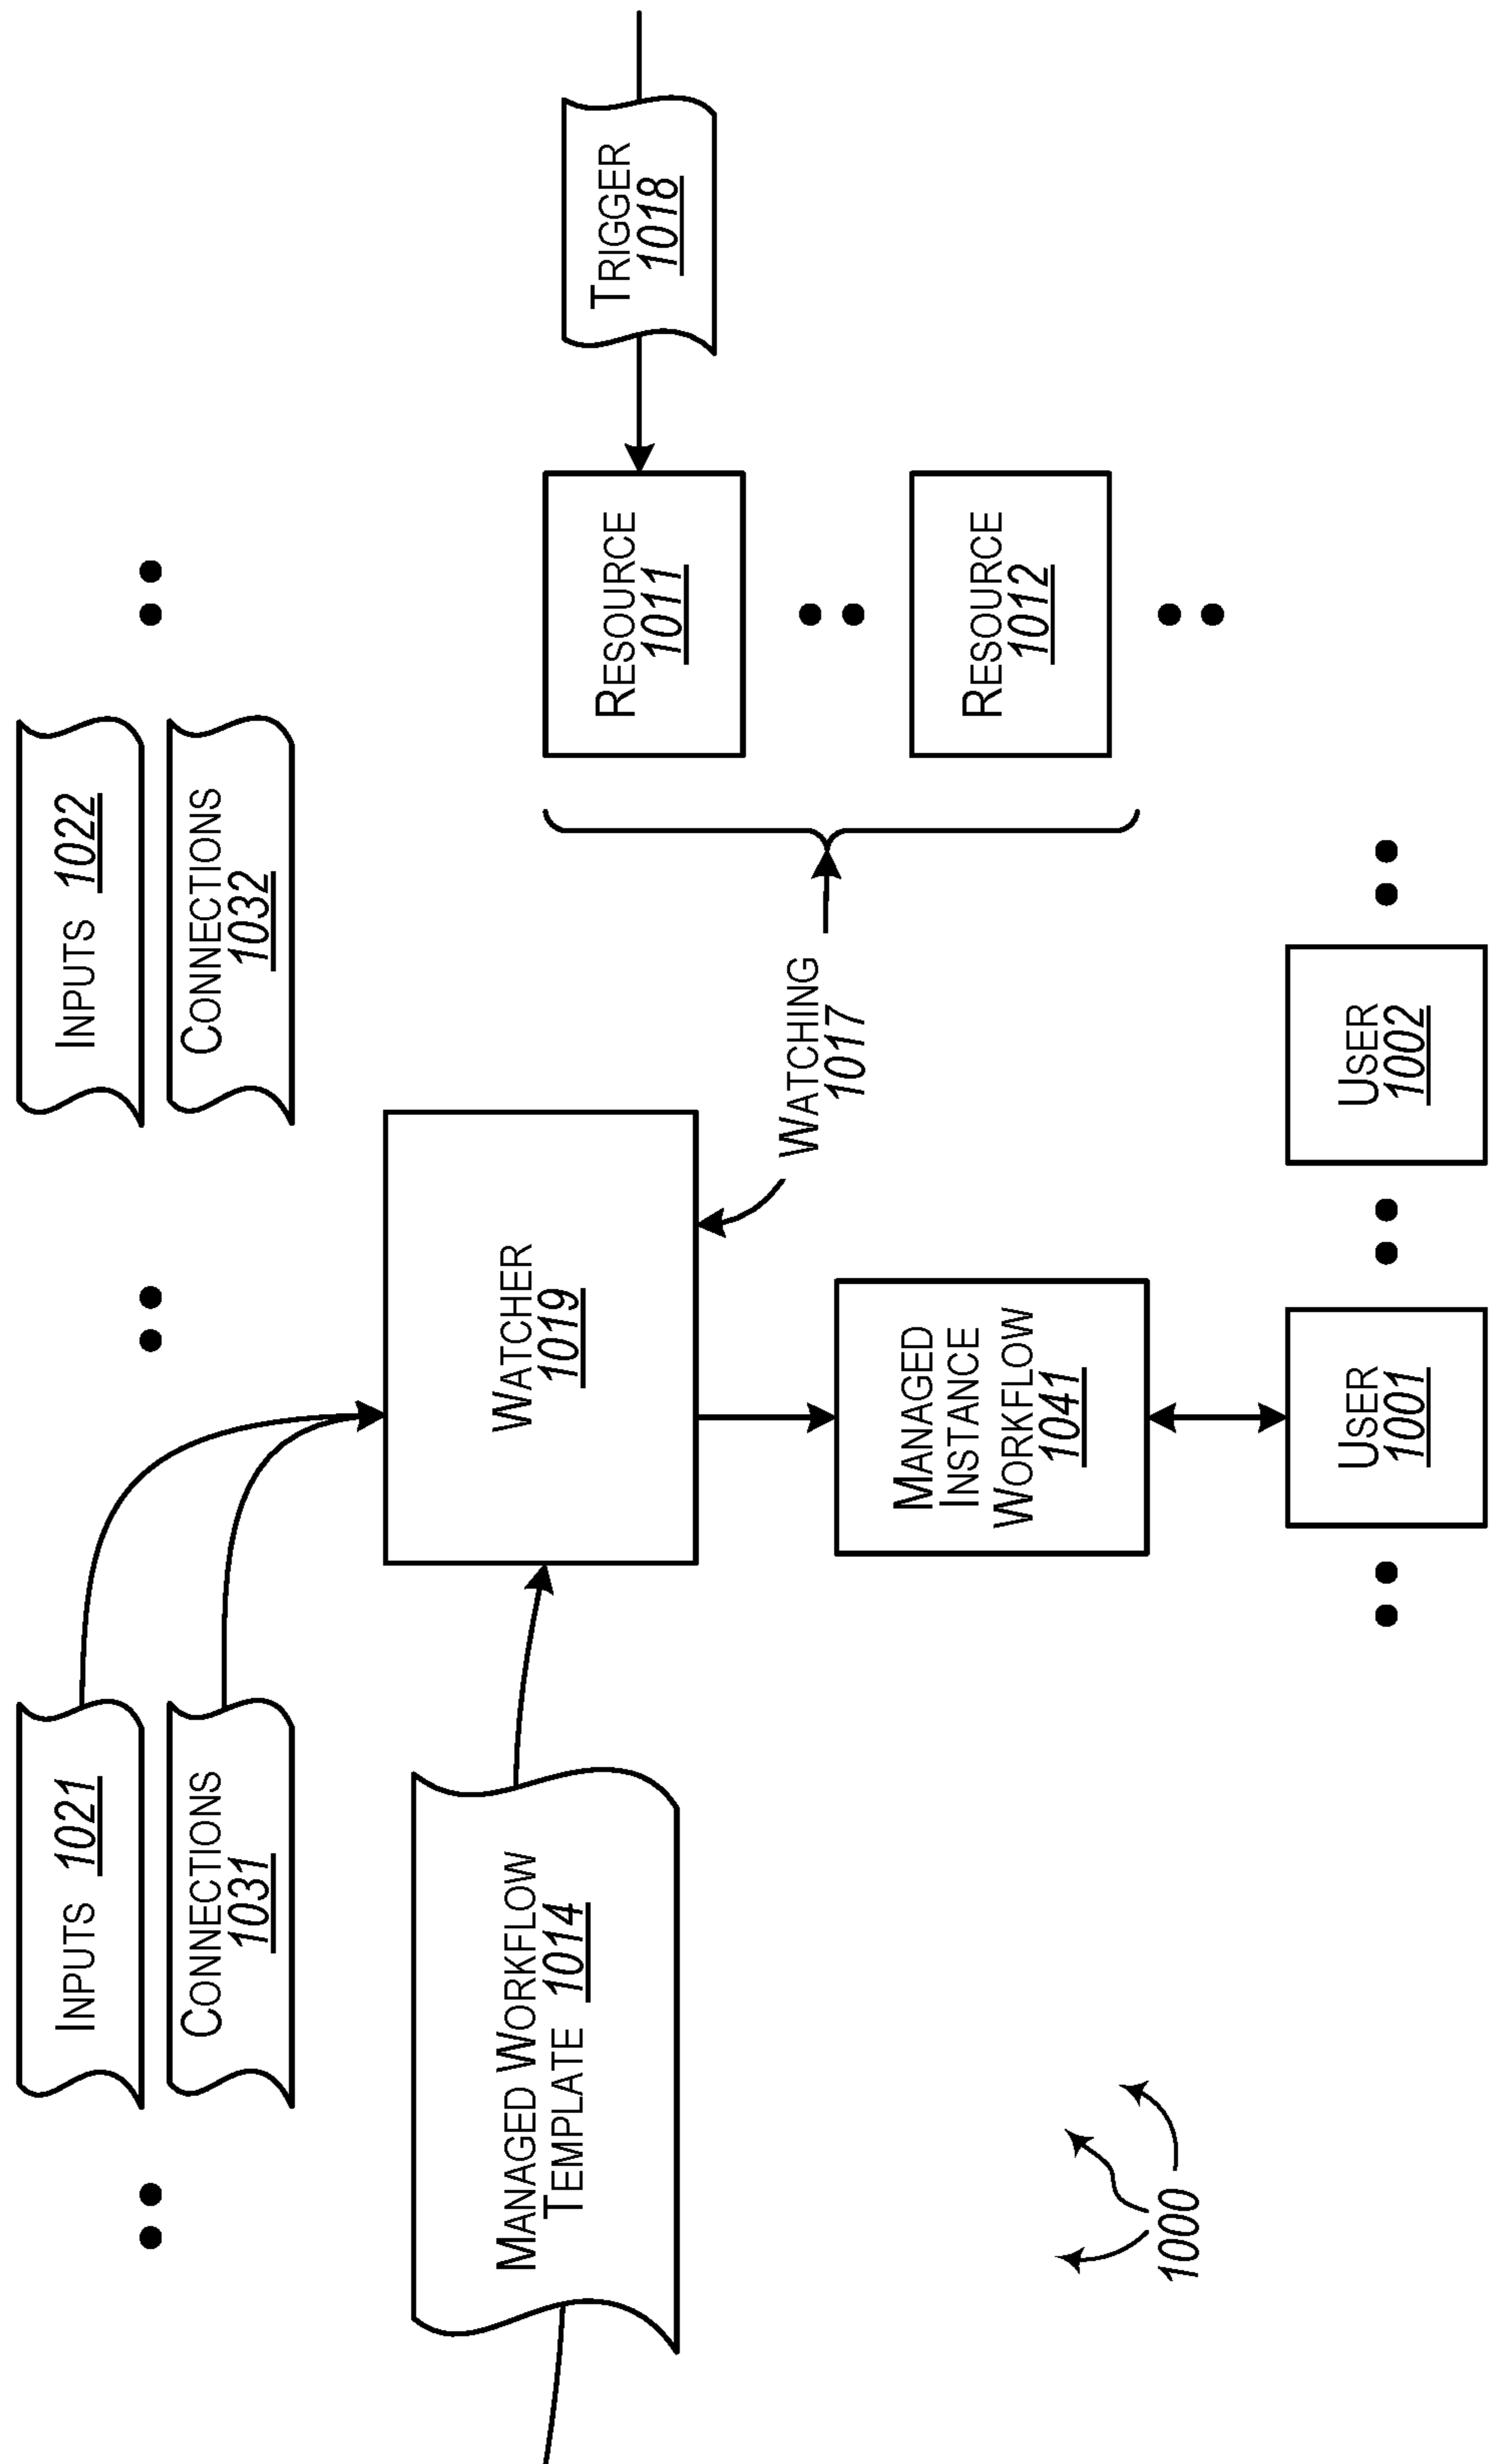 INPUTS 1021
CONNECTIONS
1031
INPUTS 1022
CONNECTIONS
1032
MANAGED WORKFLOW
TEMPLATE 1014
WATCHER
1019
RESOURCE
1011
TRIGGER
1018
WATCHING
1017
RESOURCE
1012
MANAGED
INSTANCE
WORKFLOW
1041
1000
USER
1001
USER
1002